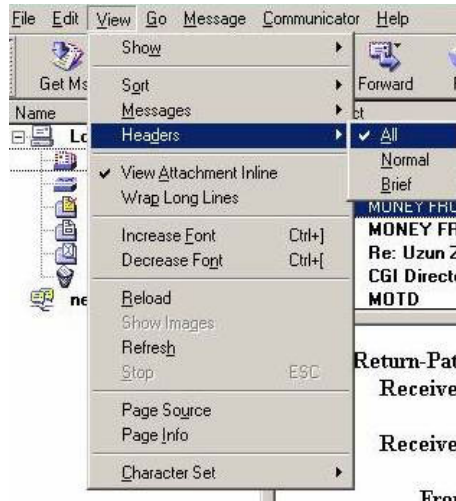 File Edit View Go Message Communicator Help
Get Ms
Forward
Name
Show
Sort
Messages
Headers
View Attachment Inline
Wrap Long Lines
Increase Font Ctrl+]
Decrease Font Ctrl+[
Reload
Show Images
Refresh
Stop ESC
Page Source
Page Info
Character Set
All
Normal
Brief
MONEY FRO
MONEY FR
Re: Uzun Z
CGI Directo
MOTD
Return-Pat
Receive
Receive
From